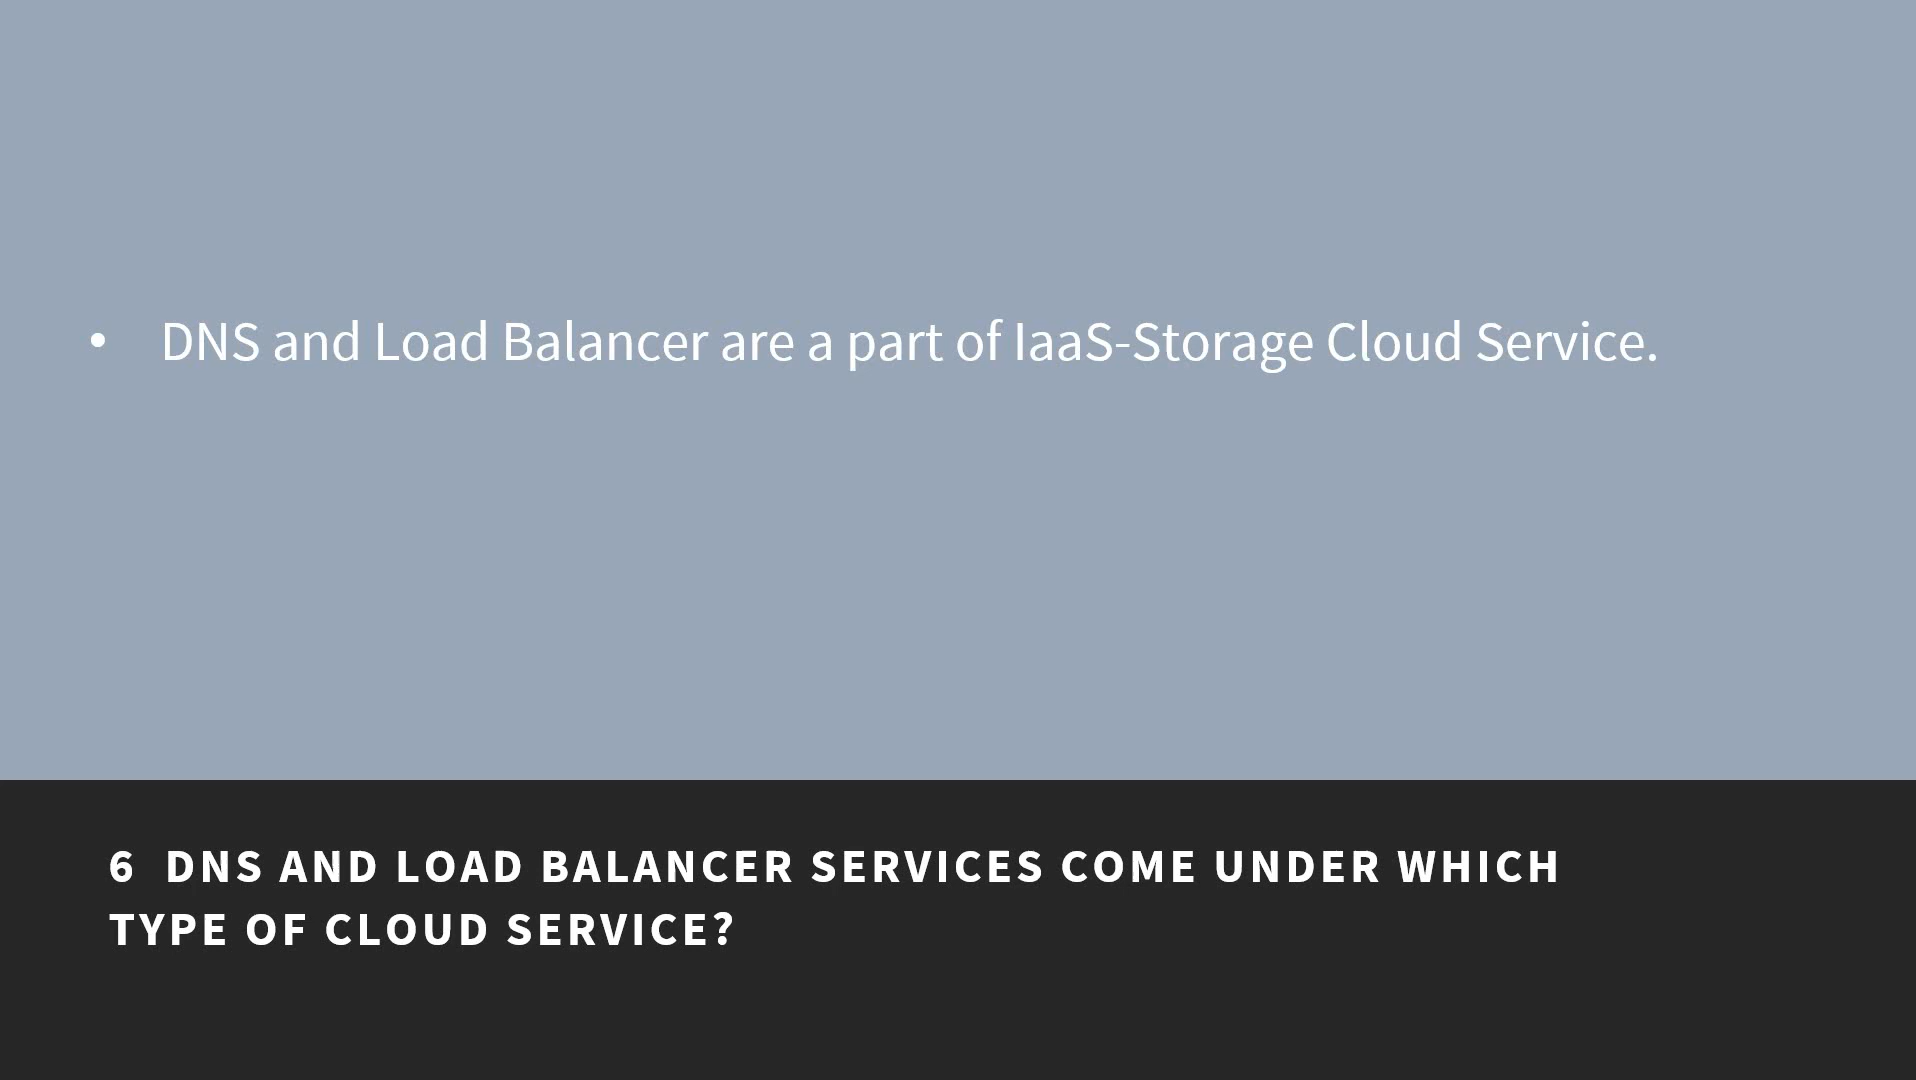 • DNS and Load Balancer are a part of IaaS-Storage Cloud Service.
6 DNS AND LOAD BALANCER SERVICES COME UNDER WHICH
TYPE OF CLOUD SERVICE?